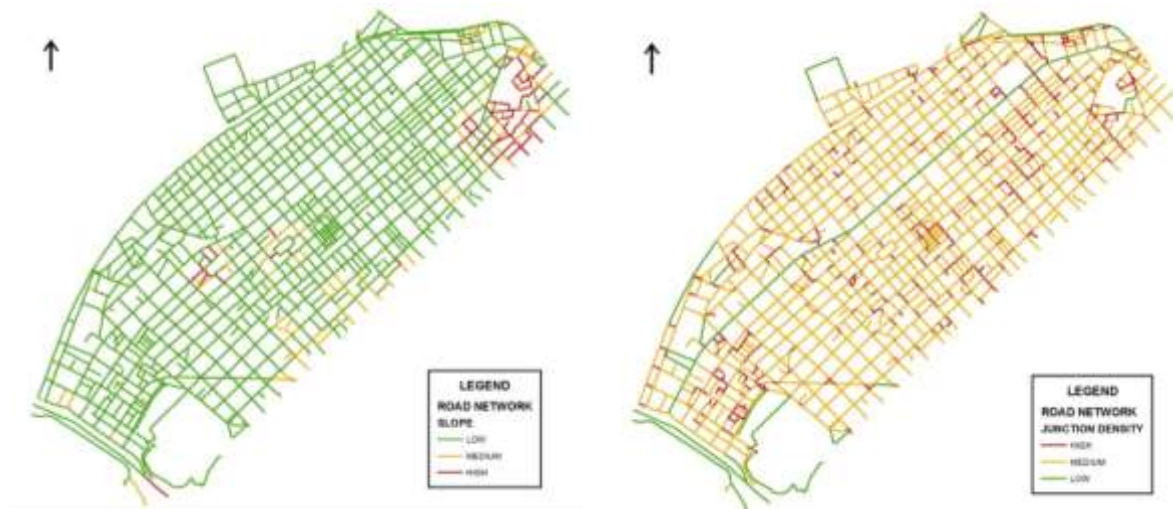 LEGEND
ROAD NETWORK
SLOPE
LOW
MEDIUM
HIGH
LEGEND
ROAD NETWORK
JUNCTION DENSITY
HIGH
MEDIUM
LOW